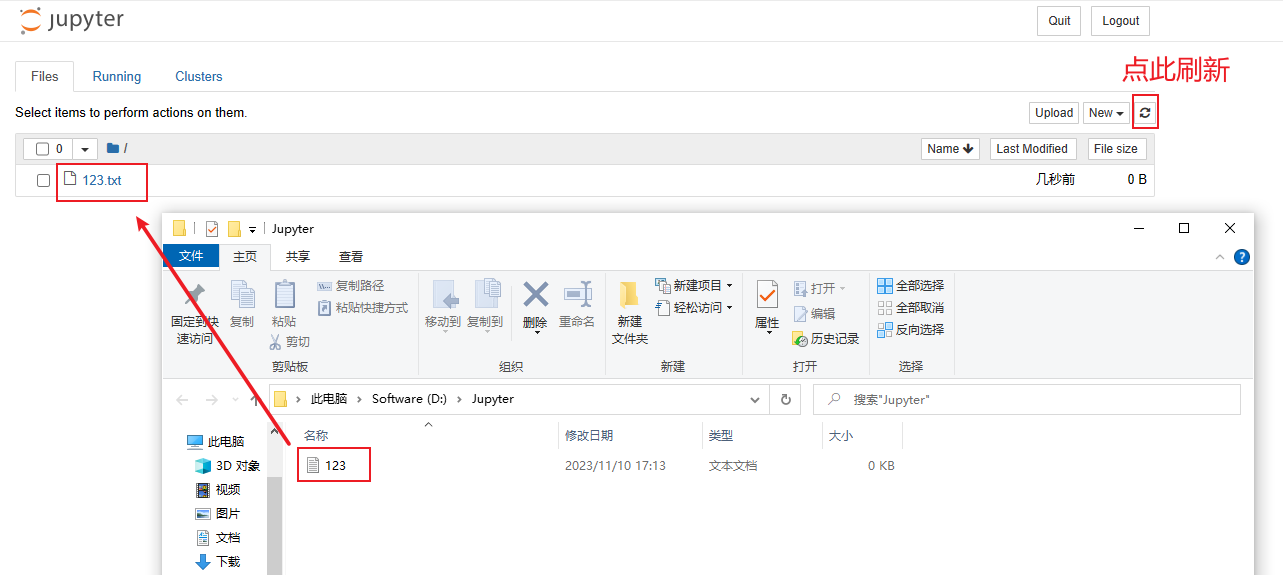 jupyter
Quit Logout
Files Running Clusters
点此刷新
Select items to perform actions on them.
Upload New
0 /
Name Last Modified File size
123.txt 几秒前 0 B
Jupyter
文件 主页 共享 查看
固定到快速访问
复制
粘贴
复制路径
粘贴快捷方式
剪切
剪贴板
移动到 复制到 删除 重命名
组织
新建
文件夹
新建项目
轻松访问
新建
属性
打开
编辑
历史记录
打开
全部选择
全部取消
反向选择
选择
此电脑 Software (D:) Jupyter
搜索"Jupyter"
名称 修改日期 类型 大小
123 2023/11/10 17:13 文本文档 0 KB
此电脑
3D 对象
视频
图片
文档
下载